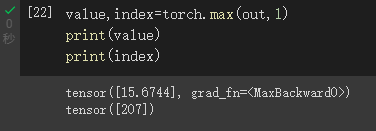 [22] value,index=torch.max(out,1)
0 print(value)
秒 print(index)
tensor([15.6744], grad_fn=<MaxBackward0>)
tensor([207])